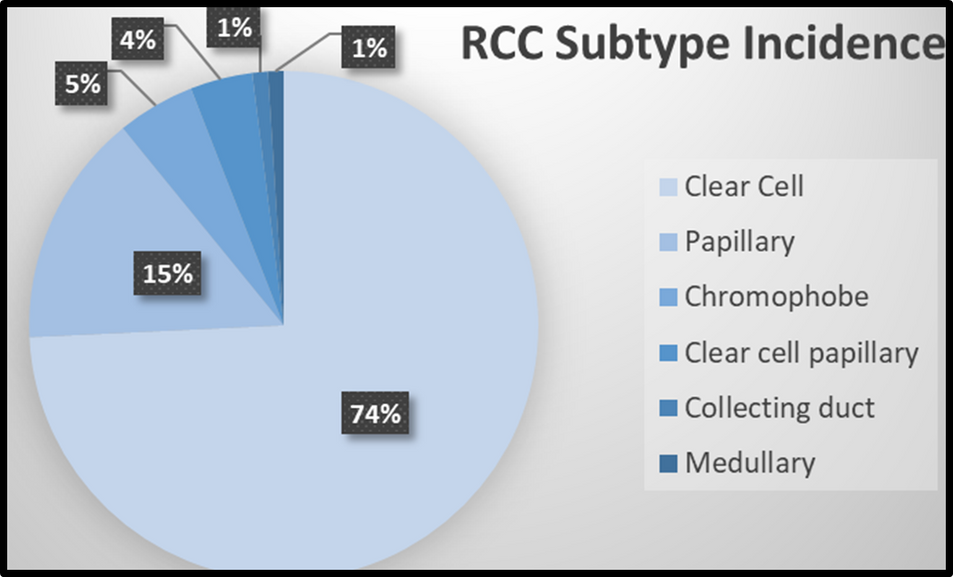 RCC Subtype Incidence
1%
4%
1%
5%
15%
74%
Clear Cell
Papillary
Chromophobe
Clear cell papillary
Collecting duct
Medullary